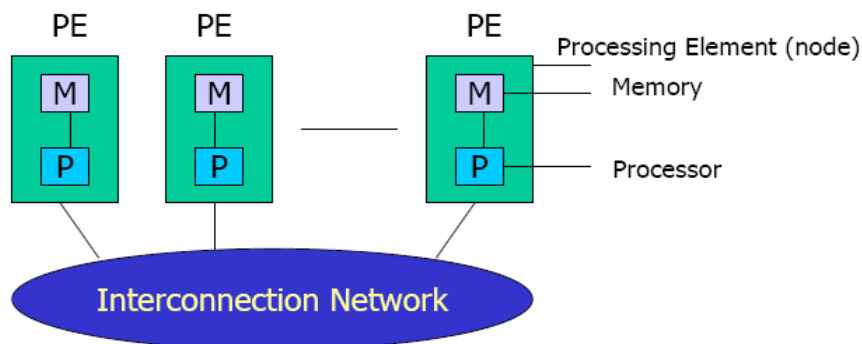 PE
PE
PE
Processing Element (node)
M
M
M
Memory
P
P
P
Processor
Interconnection Network